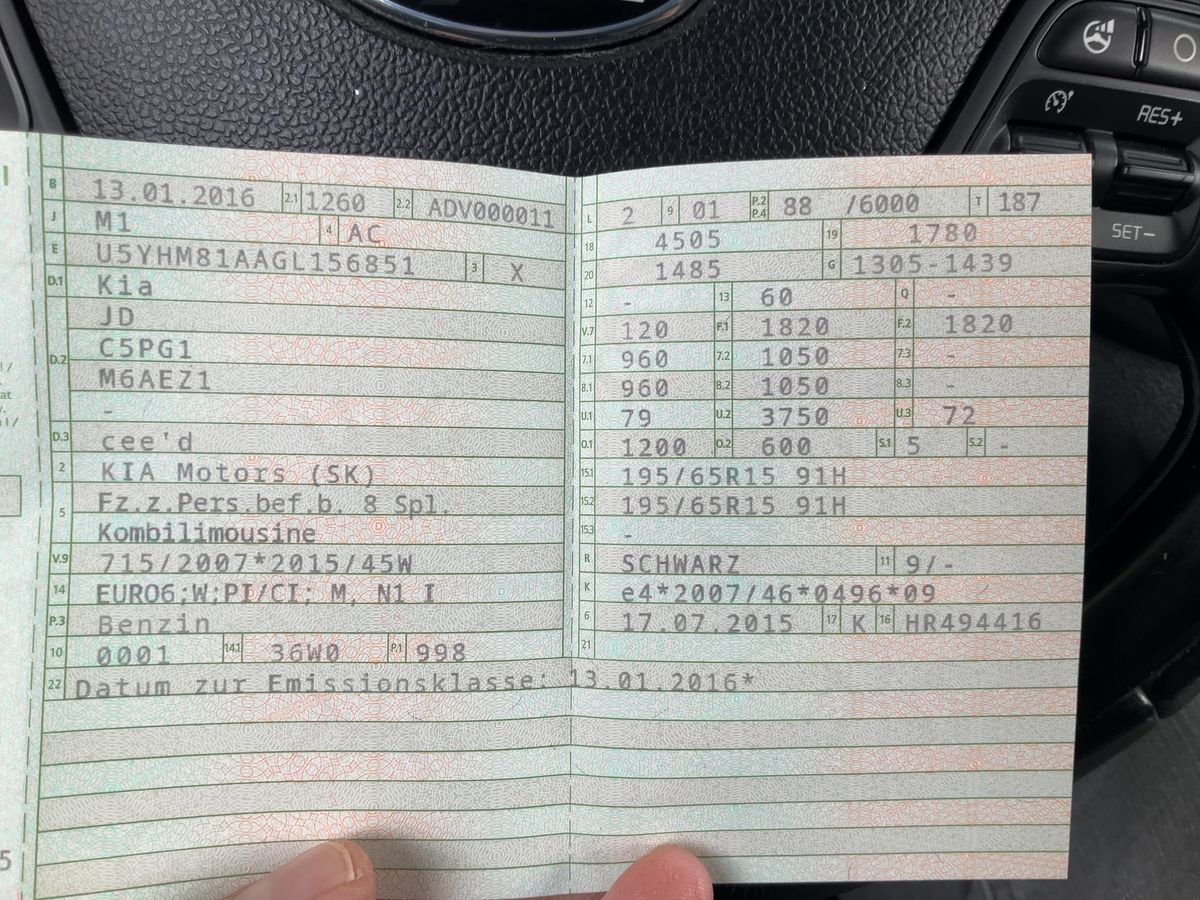 B 13.01.2016 2.1 1260 2.2 ADV000011
J M1 4 AC
E U5YHM81AAGL156851 3 X
D.1 Kia
D.2 JD
C5PG1
M6AEZ1
-
D.3 cee'd
2 KIA Motors (SK)
5 Fz.z.Pers.bef.b. 8 Spl.
Kombilimousine
V.9 715/2007*2015/45W
14 EURO6;W;PI/CI; M, N1 I
P.3 Benzin
10 0001 14.1 36W0 P.1 998
L 2 9 01 P.2 P.4 88 /6000 T 187
18 4505 19 1780
20 1485 G 1305-1439
12 - 13 60 Q -
V.7 120 F.1 1820 F.2 1820
7.1 960 7.2 1050 7.3 -
8.1 960 8.2 1050 8.3 -
U.1 79 U.2 3750 U.3 72
O.1 1200 O.2 600 S.1 5 S.2 -
15.1 195/65R15 91H
15.2 195/65R15 91H
15.3 -
R SCHWARZ 11 9/-
K e4*2007/46*0496*09
6 17.07.2015 17 K 16 HR494416
21
22 Datum zur Emissionsklasse: 13.01.2016*
RES+
SET-
5